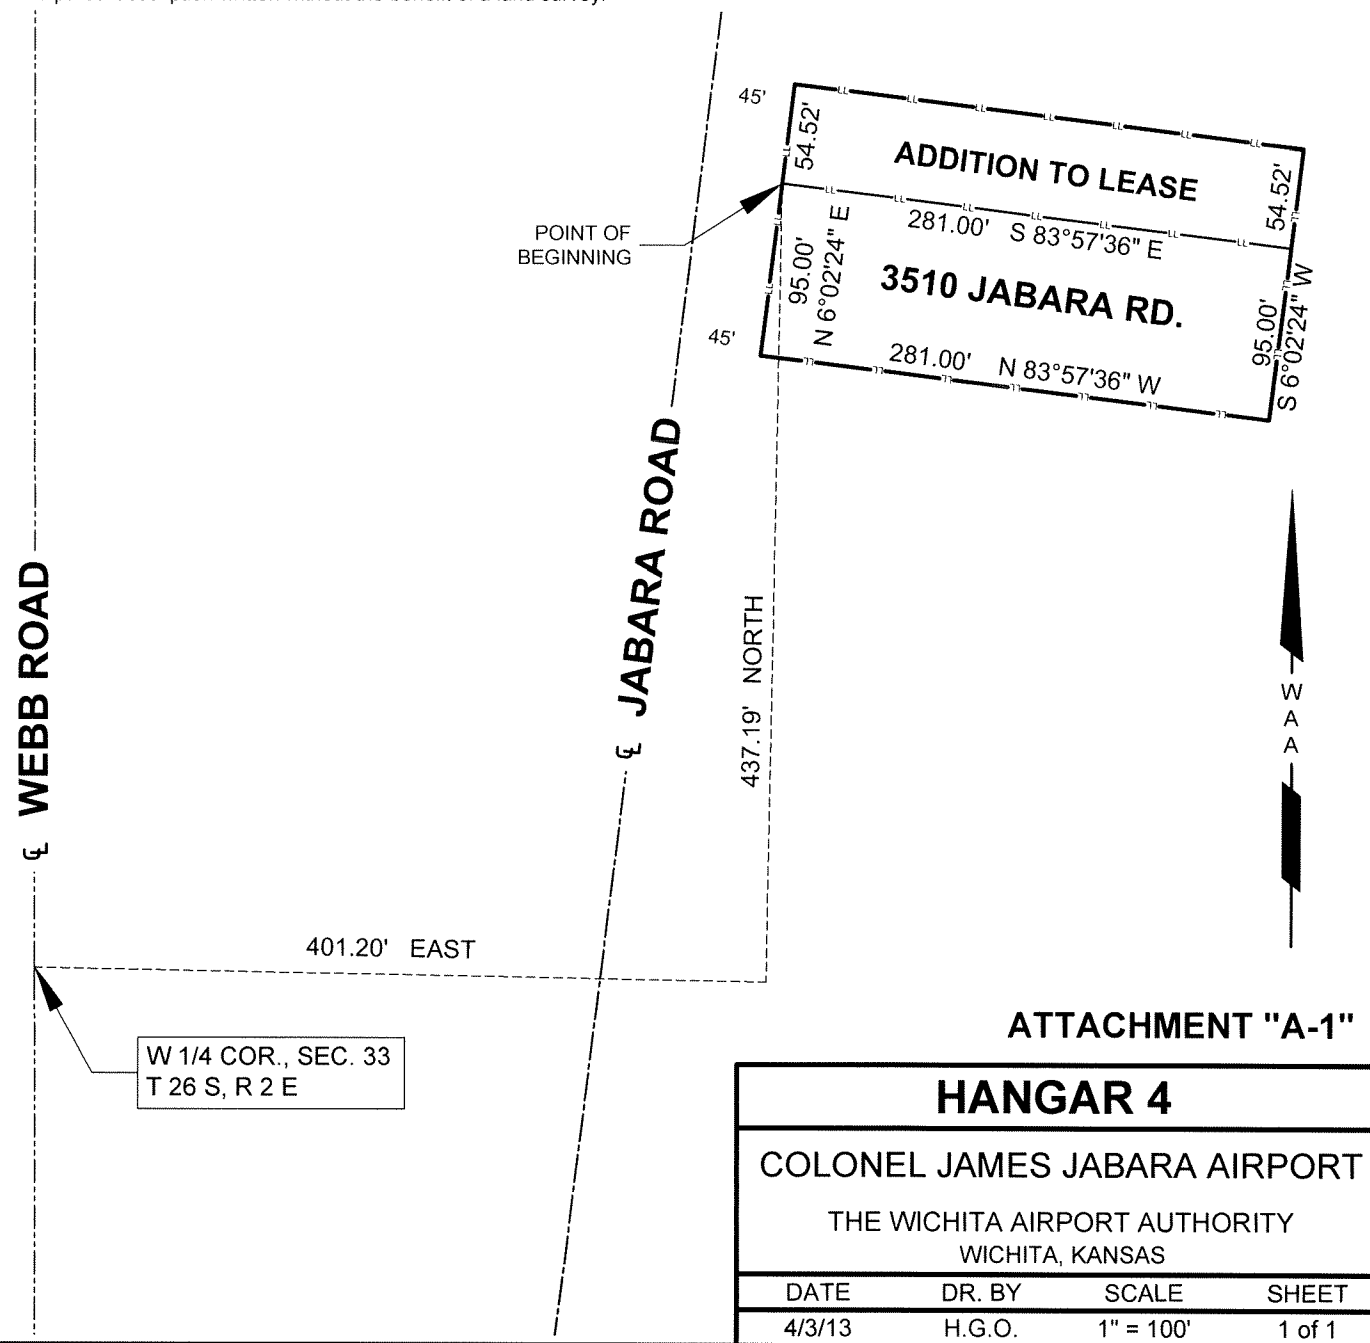 45'
54.52'
ADDITION TO LEASE
54.52'
POINT OF
BEGINNING
281.00' S 83°57'36" E
95.00'
N 6°02'24" E
3510 JABARA RD.
95.00'
S 6°02'24" W
45'
281.00' N 83°57'36" W
WEBB ROAD
JABARA ROAD
437.19' NORTH
W
A
A
401.20' EAST
W 1/4 COR., SEC. 33
T 26 S, R 2 E
ATTACHMENT "A-1"
HANGAR 4
COLONEL JAMES JABARA AIRPORT
THE WICHITA AIRPORT AUTHORITY
WICHITA, KANSAS
DATE DR. BY SCALE SHEET
4/3/13 H.G.O. 1" = 100' 1 of 1